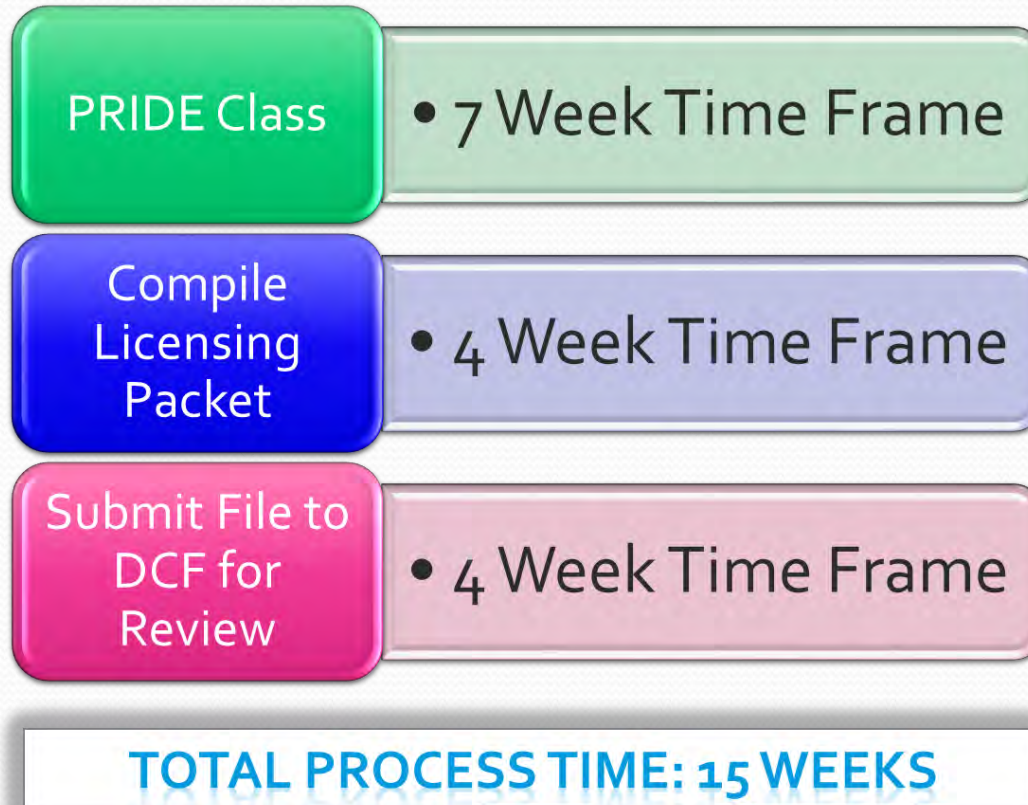 PRIDE Class
• 7 Week Time Frame
Compile
Licensing
Packet
• 4 Week Time Frame
Submit File to
DCF for
Review
• 4 Week Time Frame
TOTAL PROCESS TIME: 15 WEEKS